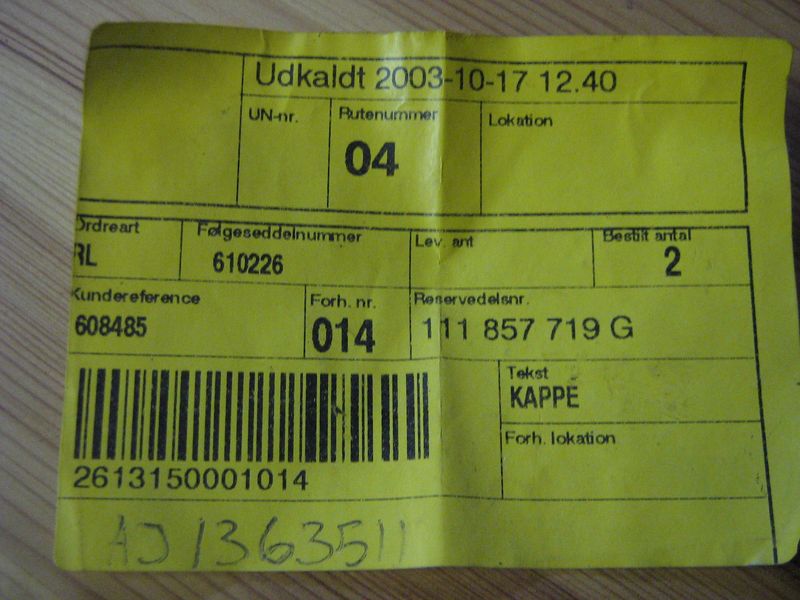 Udkaldt 2003-10-17 12.40
UN-nr. Rutenummer Lokation
04
Ordreart Følgeseddelnummer Lev. ant Bestilt antal
RL 610226 2
Kundereference Forh. nr. Reservedelsnr.
608485 014 111 857 719 G
Tekst
KAPPE
Forh. lokation
2613150001014
AJ 1363511